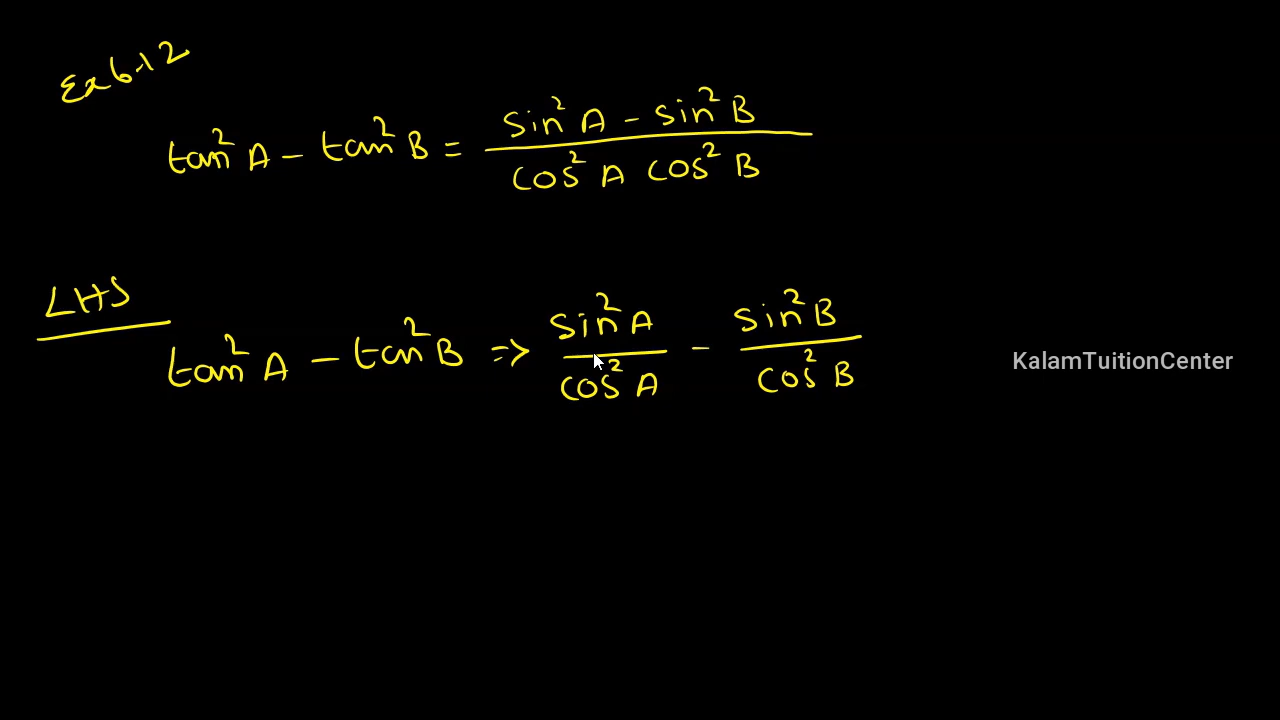 Ex 6.12
tan²A - tan²B = sin²A - sin²B / cos²A cos²B
LHS
tan²A - tan²B => sin²A / cos²A - sin²B / cos²B
KalamTuitionCenter